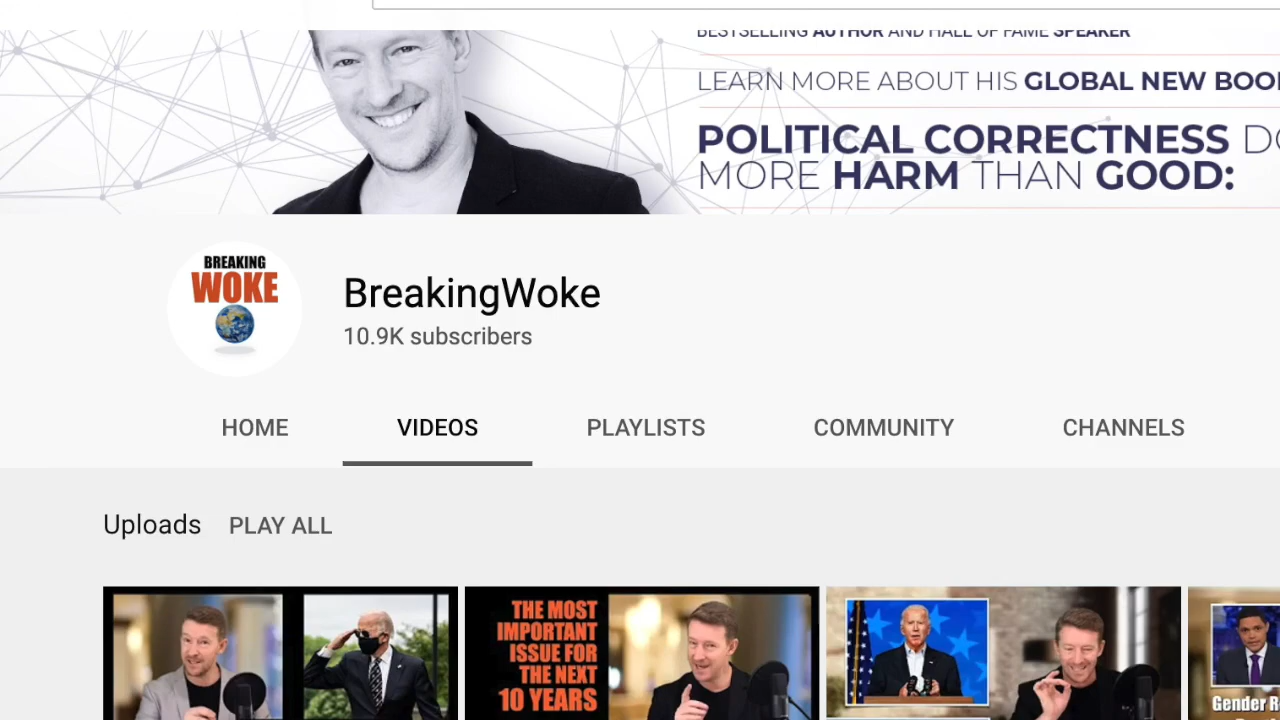 BESTSELLING AUTHOR AND HALL OF FAME SPEAKER
LEARN MORE ABOUT HIS GLOBAL NEW
POLITICAL CORRECTNESS
MORE HARM THAN GOOD:
BREAKING
WOKE
BreakingWoke
10.9K subscribers
HOME VIDEOS PLAYLISTS COMMUNITY CHANNELS
Uploads PLAY ALL
THE MOST
IMPORTANT
ISSUE FOR
THE NEXT
10 YEARS
Gender